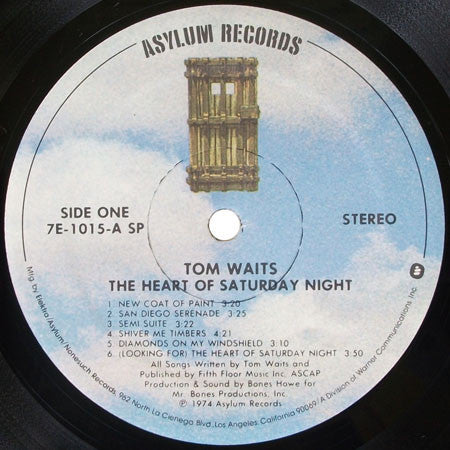 ASYLUM RECORDS
SIDE ONE
7E-1015-A SP
STEREO
TOM WAITS
THE HEART OF SATURDAY NIGHT
1. NEW COAT OF PAINT 3:20
2. SAN DIEGO SERENADE 3:25
3. SEMI SUITE 3:22
4. SHIVER ME TIMBERS 4:21
5. DIAMONDS ON MY WINDSHIELD 3:10
6. (LOOKING FOR) THE HEART OF SATURDAY NIGHT 3:50
All Songs Written by Tom Waits and
Published by Fifth Floor Music Inc. ASCAP
Production & Sound by Bones Howe for
Mr. Bones Productions, Inc.
℗ 1974 Asylum Records
Mfg. by Elektra/Asylum/Nonesuch Records, 962 North La Cienega Blvd., Los Angeles, California 90069/A Division of Warner Communications Inc.